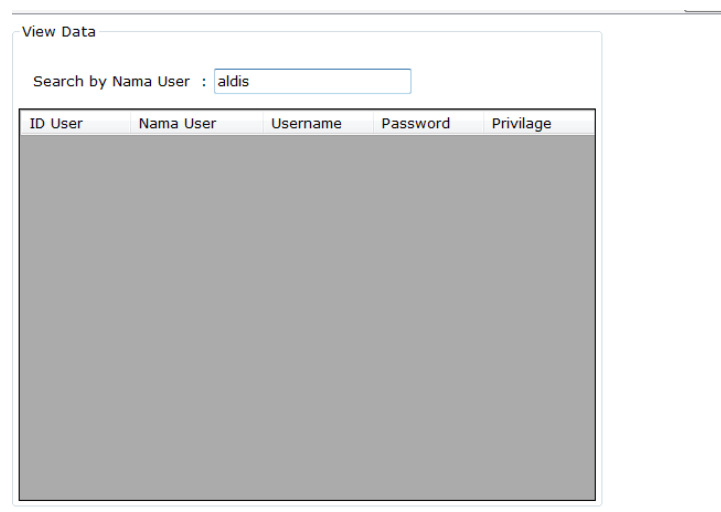 View Data
Search by Nama User : aldis
ID User Nama User Username Password Privilage